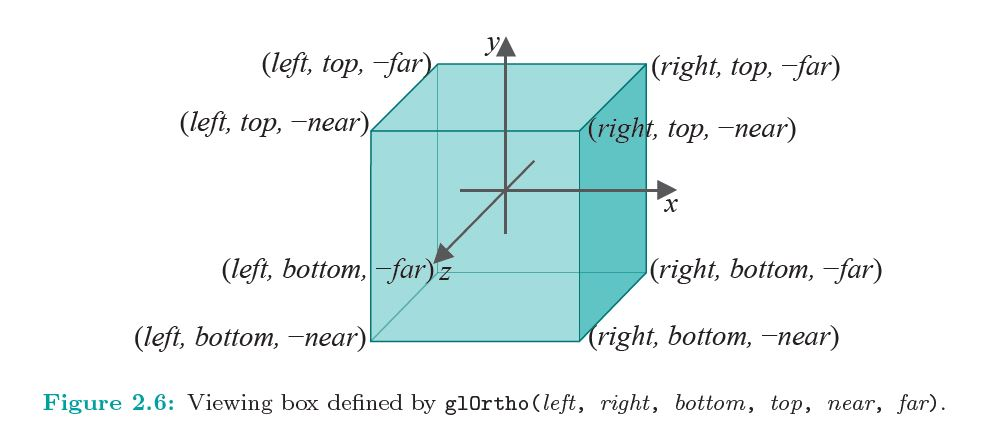 y
(left, top, −far)
(right, top, −far)
(left, top, −near)
(right, top, −near)
x
(left, bottom, −far)
z
(right, bottom, −far)
(left, bottom, −near)
(right, bottom, −near)
Figure 2.6: Viewing box defined by glOrtho(left, right, bottom, top, near, far).